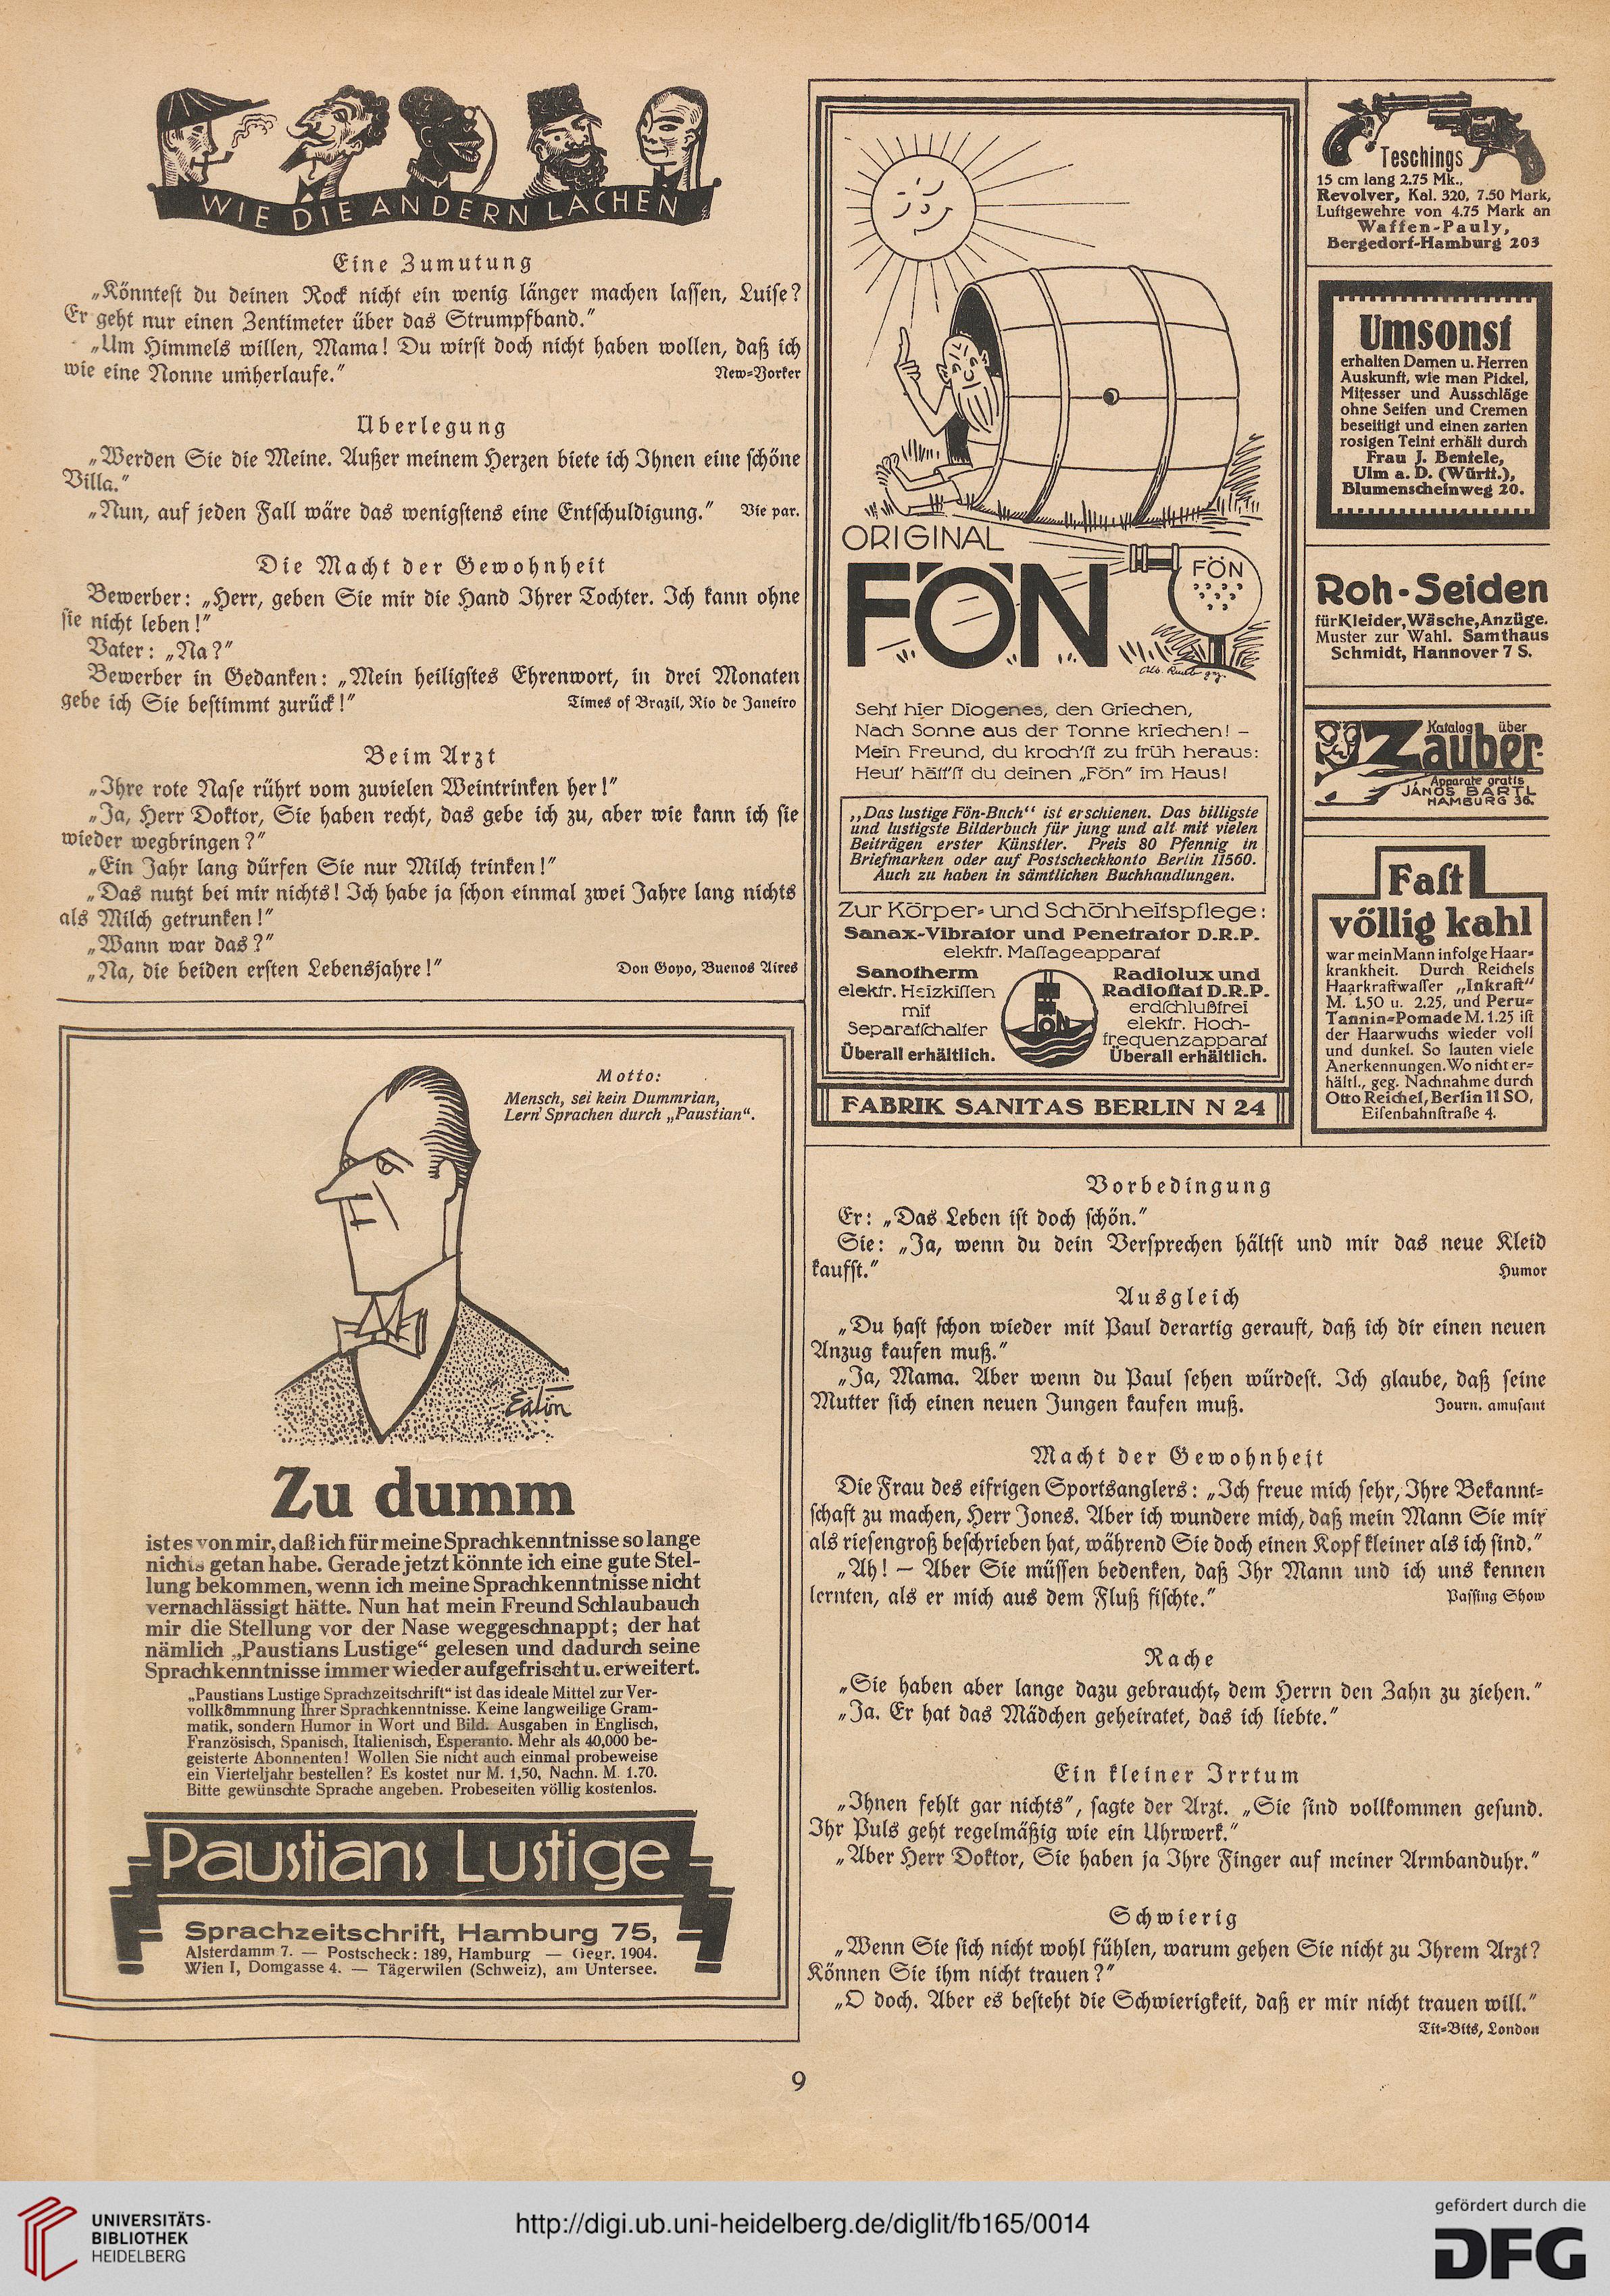 WIE DIE ANDERN LACHEN
Eine Zumutung
„Könntest du deinen Rock nicht ein wenig länger machen lassen, Luise?
Er geht nur einen Zentimeter über das Strumpfband.“
„Um Himmels willen, Mama! Du wirst doch nicht haben wollen, daß ich
wie eine Nonne umherlaufe.“ New-Yorker
Überlegung
„Werden Sie die Meine. Außer meinem Herzen biete ich Ihnen eine schöne
Villa.“
„Nun, auf jeden Fall wäre das wenigstens eine Entschuldigung.“ Vie par.
Die Macht der Gewohnheit
Bewerber: „Herr, geben Sie mir die Hand Ihrer Tochter. Ich kann ohne
sie nicht leben!“
Vater: „Na?“
Bewerber in Gedanken: „Mein heiligstes Ehrenwort, in drei Monaten
gebe ich Sie bestimmt zurück!“ Times of Brazil, Rio de Janeiro
Beim Arzt
„Ihre rote Nase rührt vom zuvielen Weintrinken her!“
„Ja, Herr Doktor, Sie haben recht, das gebe ich zu, aber wie kann ich sie
wieder wegbringen?“
„Ein Jahr lang dürfen Sie nur Milch trinken!“
„Das nutzt bei mir nichts! Ich habe ja schon einmal zwei Jahre lang nichts
als Milch getrunken!“
„Wann war das?“
„Na, die beiden ersten Lebensjahre!“ Don Goyo, Buenos Aires
Motto:
Mensch, sei kein Dummrian,
Lern' Sprachen durch „Paustian“.
Eaton
Zu dumm
ist es von mir, daß ich für meine Sprachkenntnisse so lange
nichts getan habe. Gerade jetzt könnte ich eine gute Stel-
lung bekommen, wenn ich meine Sprachkenntnisse nicht
vernachlässigt hätte. Nun hat mein Freund Schlaubauch
mir die Stellung vor der Nase weggeschnappt; der hat
nämlich „Paustians Lustige“ gelesen und dadurch seine
Sprachkenntnisse immer wieder aufgefrischt u. erweitert.
„Paustians Lustige Sprachzeitschrift“ ist das ideale Mittel zur Ver-
vollkommnung Ihrer Sprachkenntnisse. Keine langweilige Gram-
matik, sondern Humor in Wort und Bild. Ausgaben in Englisch,
Französisch, Spanisch, Italienisch, Esperanto. Mehr als 40,000 be-
geisterte Abonnenten! Wollen Sie nicht auch einmal probeweise
ein Vierteljahr bestellen? Es kostet nur M. 1,50, Nachn. M. 1.70.
Bitte gewünschte Sprache angeben. Probeseiten völlig kostenlos.
Paustians Lustige
Sprachzeitschrift, Hamburg 75,
Alsterdamm 7. — Postscheck: 189, Hamburg — Gegr. 1904.
Wien I, Domgasse 4. — Tägerwilen (Schweiz), am Untersee.
ORIGINAL
FÖN
FÖN
Seht hier Diogenes, den Griechen,
Nach Sonne aus der Tonne kriechen! –
Mein Freund, du kroch'st zu früh heraus:
Heut' hätt'st du deinen „Fön“ im Haus!
„Das lustige Fön-Buch“ ist erschienen. Das billigste
und lustigste Bilderbuch für jung und alt mit vielen
Beiträgen erster Künstler. Preis 80 Pfennig in
Briefmarken oder auf Postscheckkonto Berlin 11560.
Auch zu haben in sämtlichen Buchhandlungen.
Zur Körper- und Schönheitspflege:
Sanax-Vibrator und Penetrator D.R.P.
elektr. Massageapparat
Sanotherm
elektr. Heizkissen
mit
Separatschalter
Überall erhältlich.
FÖN
Radiolux und
Radiostat D.R.P.
erdschlußfrei
elektr. Hoch-
frequenzapparat
Überall erhältlich.
FABRIK SANITAS BERLIN N 24
Teschings
15 cm lang 2.75 Mk.,
Revolver, Kal. 320, 7.50 Mark,
Luftgewehre von 4.75 Mark an
Waffen-Pauly,
Bergedorf-Hamburg 203
Umsonst
erhalten Damen u. Herren
Auskunft, wie man Pickel,
Mitesser und Ausschläge
ohne Seifen und Cremen
beseitigt und einen zarten
rosigen Teint erhält durch
Frau J. Bentele,
Ulm a. D. (Württ.),
Blumenscheinweg 20.
Roh-Seiden
für Kleider, Wäsche, Anzüge.
Muster zur Wahl. Samthaus
Schmidt, Hannover 7 S.
Katalog über
Zauber-
Apparate gratis
JÁNOS BARTL
HAMBURG 36.
Fast
völlig kahl
war mein Mann infolge Haar-
krankheit. Durch Reichels
Haarkraftwasser „Inkraft“
M. 1.50 u. 2.25, und Peru-
Tannin-Pomade M. 1.25 ist
der Haarwuchs wieder voll
und dunkel. So lauten viele
Anerkennungen. Wo nicht er-
hältl., geg. Nachnahme durch
Otto Reichel, Berlin 11 SO,
Eisenbahnstraße 4.
Vorbedingung
Er: „Das Leben ist doch schön.“
Sie: „Ja, wenn du dein Versprechen hältst und mir das neue Kleid
kaufst.“ Humor
Ausgleich
„Du hast schon wieder mit Paul derartig gerauft, daß ich dir einen neuen
Anzug kaufen muß.“
„Ja, Mama. Aber wenn du Paul sehen würdest. Ich glaube, daß seine
Mutter sich einen neuen Jungen kaufen muß. Journ. amusant
Macht der Gewohnheit
Die Frau des eifrigen Sportsanglers: „Ich freue mich sehr, Ihre Bekannt-
schaft zu machen, Herr Jones. Aber ich wundere mich, daß mein Mann Sie mir
als riesengroß beschrieben hat, während Sie doch einen Kopf kleiner als ich sind.“
„Ah! — Aber Sie müssen bedenken, daß Ihr Mann und ich uns kennen
lernten, als er mich aus dem Fluß fischte.“ Passing Show
Rache
„Sie haben aber lange dazu gebraucht, dem Herrn den Zahn zu ziehen.“
„Ja. Er hat das Mädchen geheiratet, das ich liebte.“
Ein kleiner Irrtum
„Ihnen fehlt gar nichts“, sagte der Arzt. „Sie sind vollkommen gesund.
Ihr Puls geht regelmäßig wie ein Uhrwerk.“
„Aber Herr Doktor, Sie haben ja Ihre Finger auf meiner Armbanduhr.“
Schwierig
„Wenn Sie sich nicht wohl fühlen, warum gehen Sie nicht zu Ihrem Arzt?
Können Sie ihm nicht trauen?“
„O doch. Aber es besteht die Schwierigkeit, daß er mir nicht trauen will.“
Tit-Bits, London
9
UNIVERSITÄTS-
BIBLIOTHEK
HEIDELBERG
http://digi.ub.uni-heidelberg.de/diglit/fb165/0014
gefördert durch die
DFG